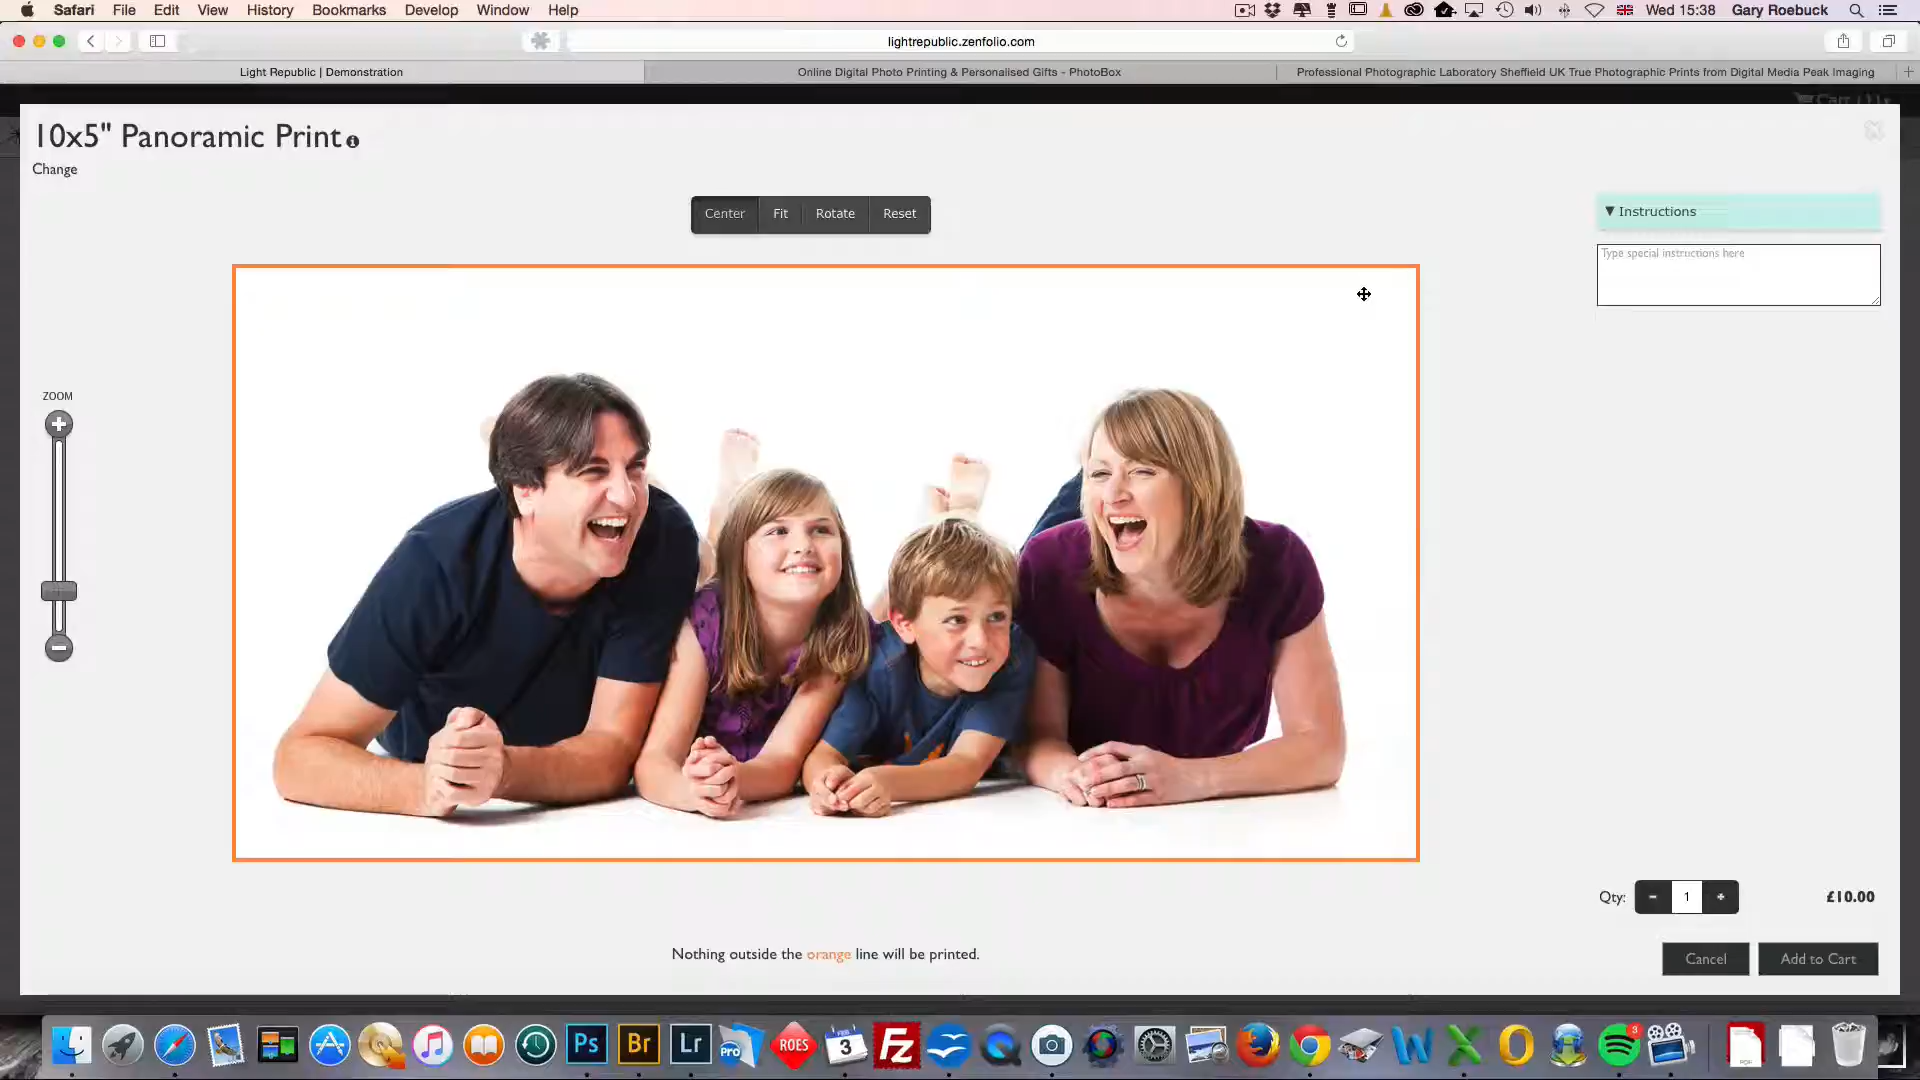 Safari File Edit View History Bookmarks Develop Window Help Wed 15:38 Gary Roebuck
lightrepublic.zenfolio.com
Light Republic | Demonstration Online Digital Photo Printing & Personalised Gifts - PhotoBox Professional Photographic Laboratory Sheffield UK True Photographic Prints from Digital Media Peak Imaging
10x5" Panoramic Print
Change
Center Fit Rotate Reset
▼ Instructions
Type special instructions here
ZOOM
Qty: - 1 + £10.00
Nothing outside the orange line will be printed.
Cancel Add to Cart
Ps Br Lr Pro ROES 3 Fz W X O 3